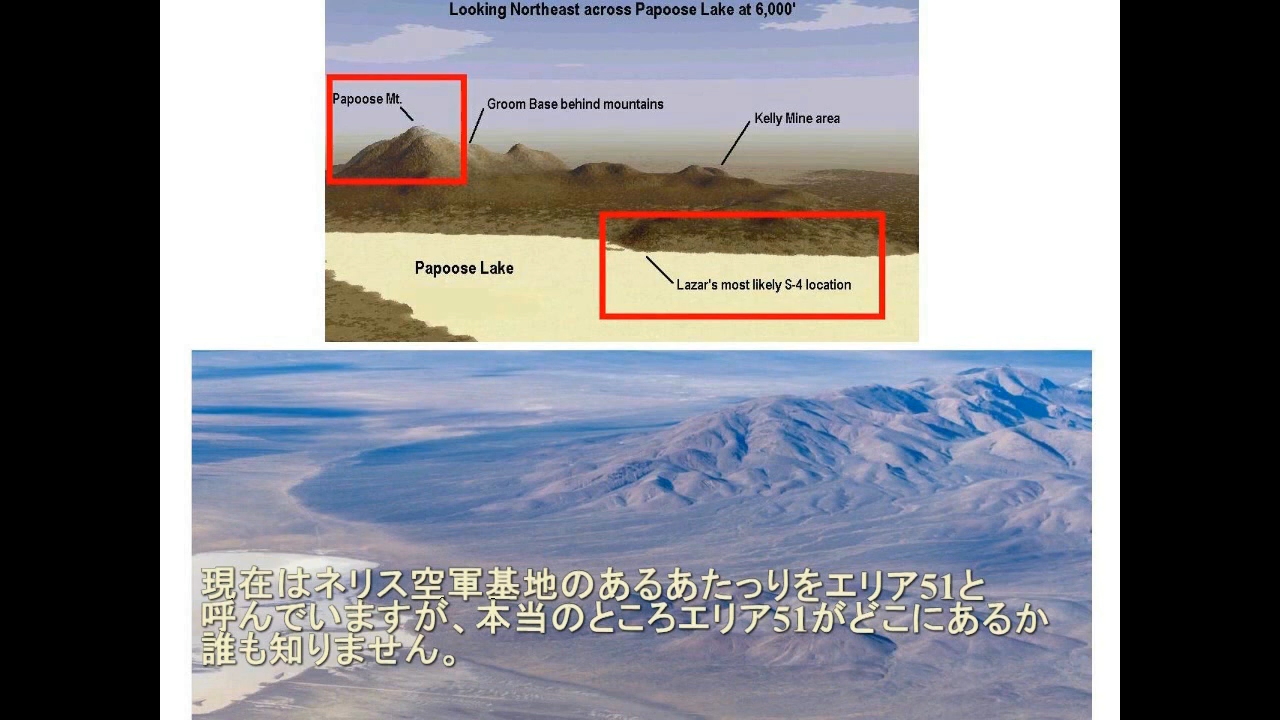 Looking Northeast across Papoose Lake at 6,000'
Papoose Mt.
Groom Base behind mountains
Kelly Mine area
Papoose Lake
Lazar's most likely S-4 location
現在はネリス空軍基地のあるあたっりをエリア51と
呼んでいますが、本当のところエリア51がどこにあるか
誰も知りません。